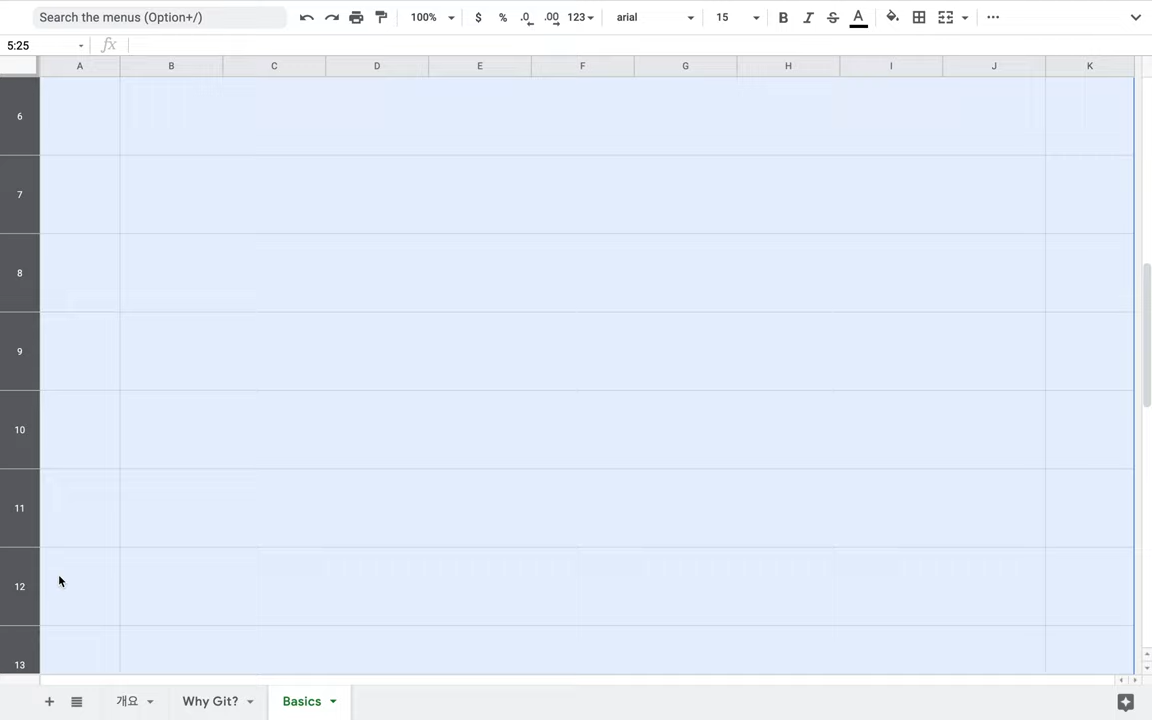 Search the menus (Option+/) 100% $ % .0 .00 123 arial 15 B I S A
5:25 fx
A B C D E F G H I J K
6
7
8
9
10
11
12
13
개요 Why Git? Basics